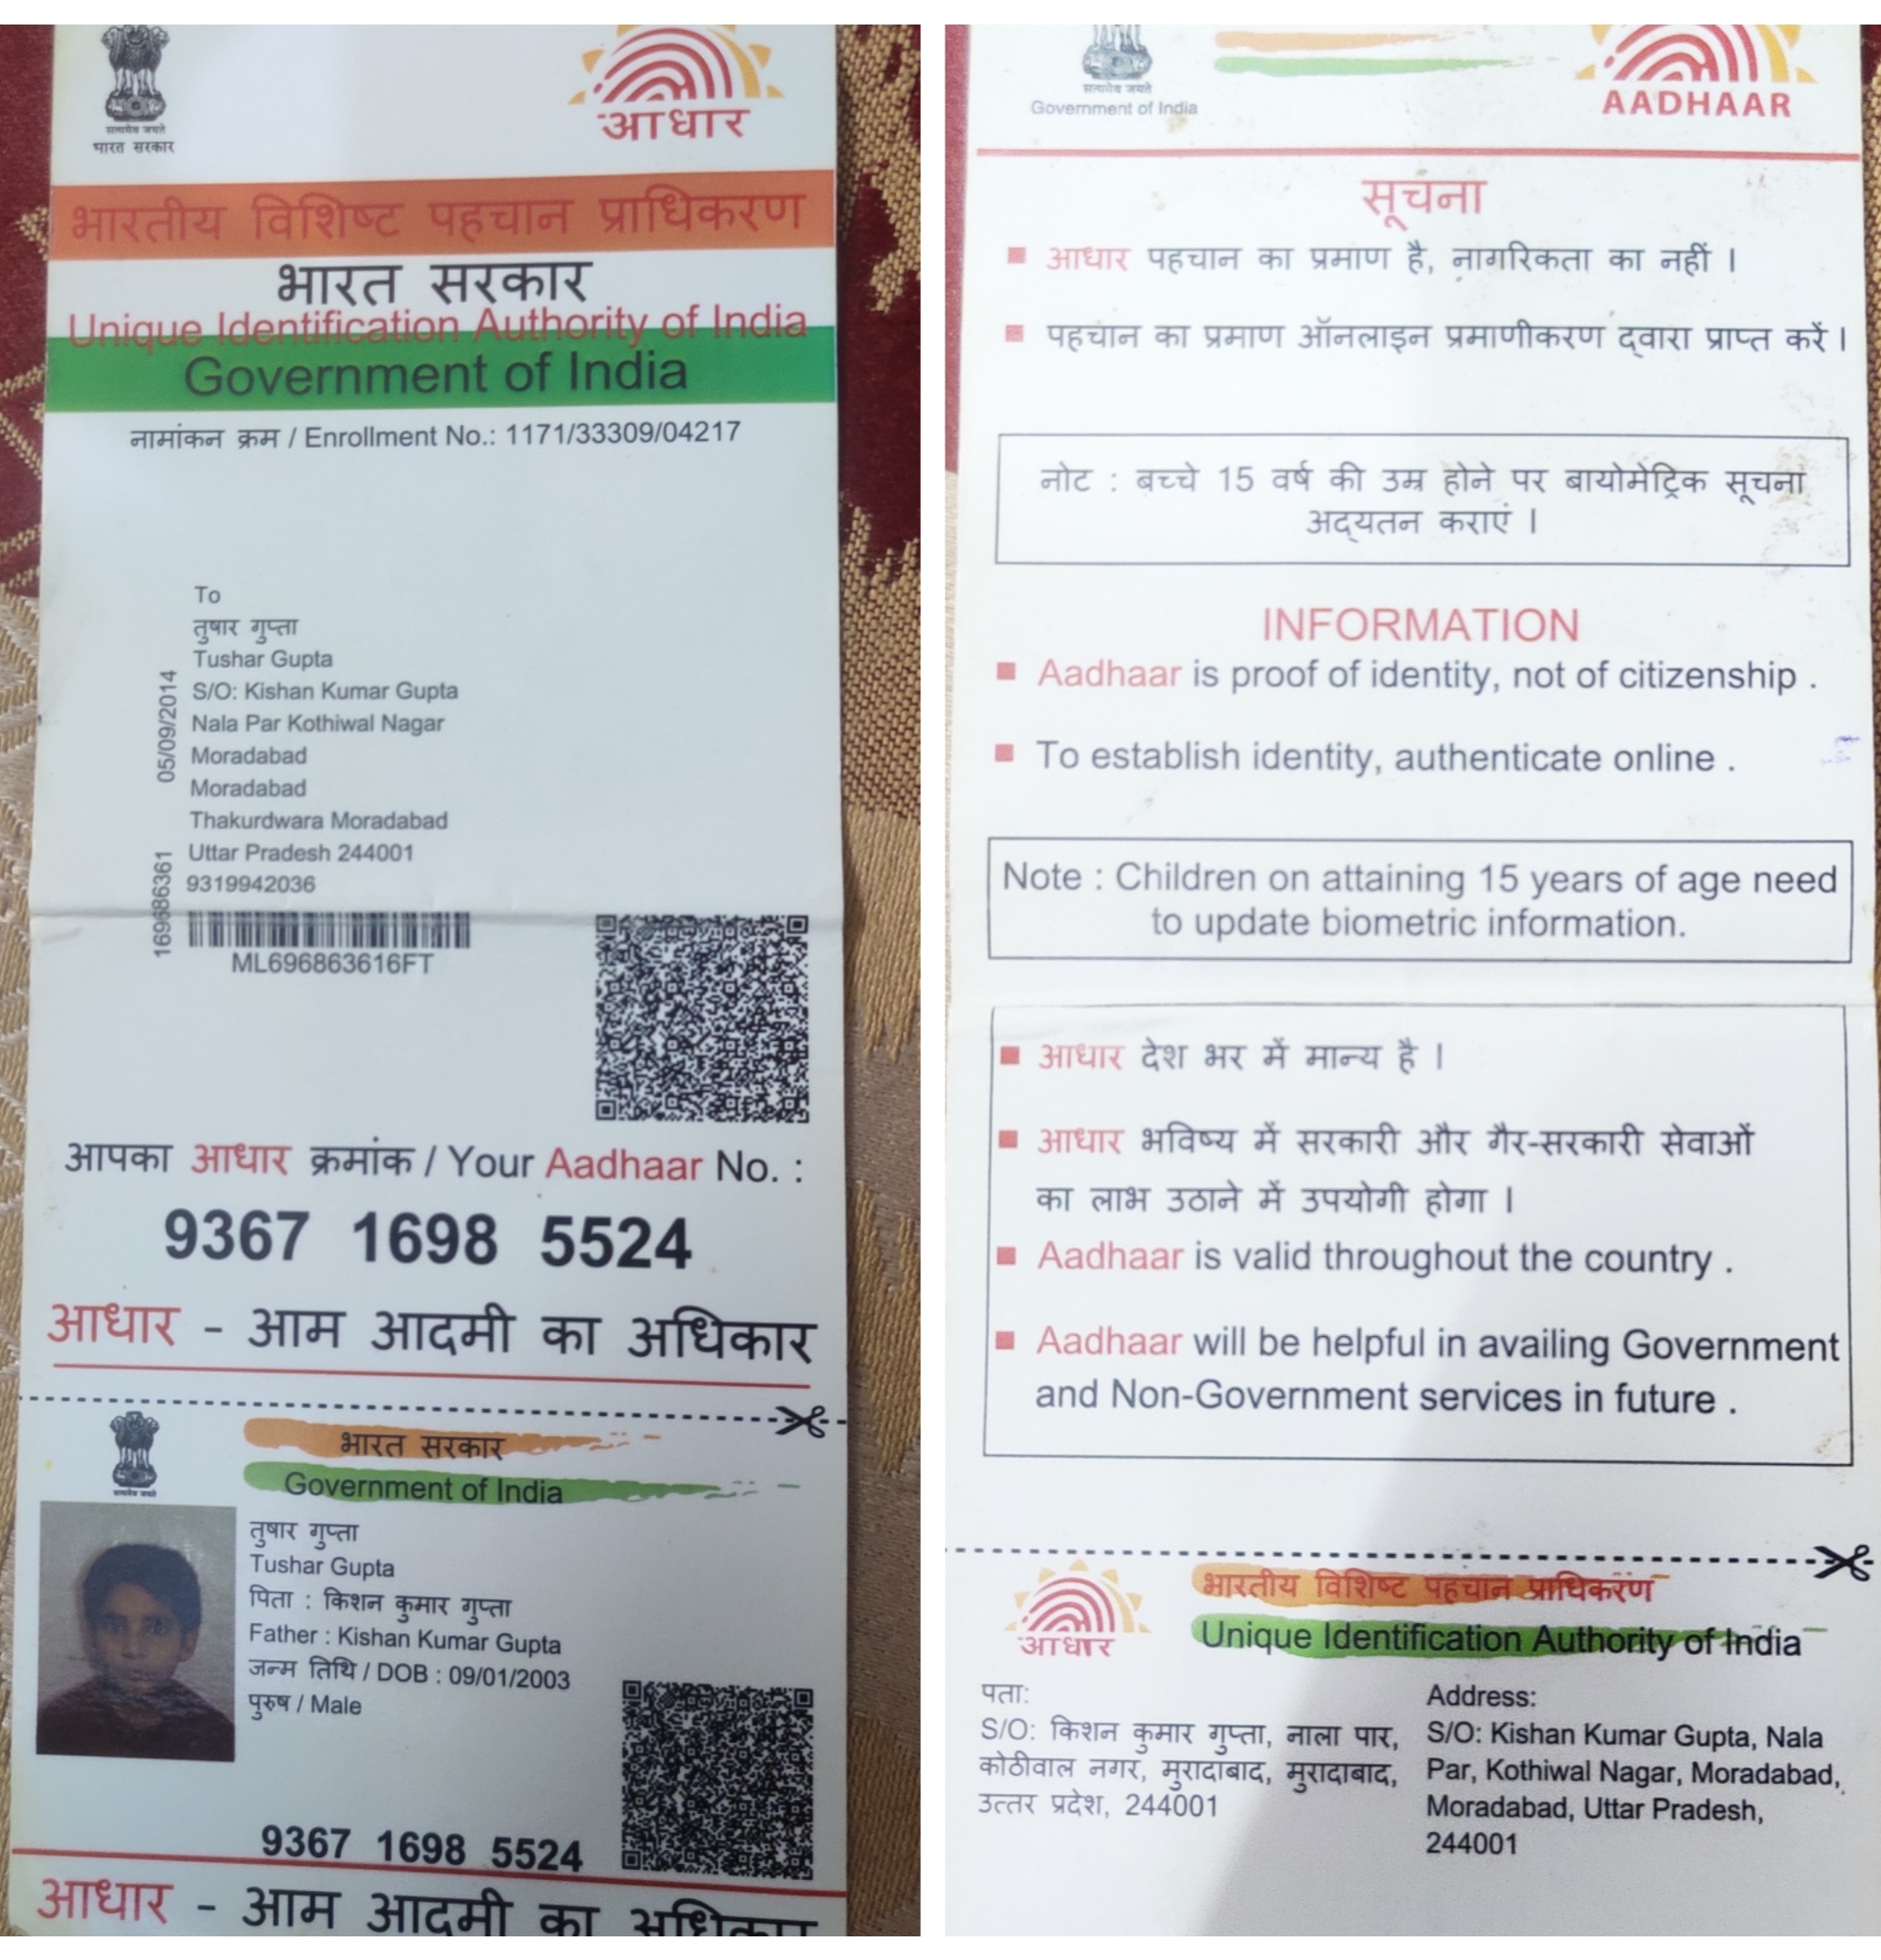 सत्यमेव जयते
भारत सरकार
आधार
भारतीय विशिष्ट पहचान प्राधिकरण
भारत सरकार
Unique Identification Authority of India
Government of India
नामांकन क्रम / Enrollment No.: 1171/33309/04217
To
तुषार गुप्ता
Tushar Gupta
S/O: Kishan Kumar Gupta
Nala Par Kothiwal Nagar
Moradabad
Moradabad
Thakurdwara Moradabad
Uttar Pradesh 244001
9319942036
05/09/2014
169686361
ML696863616FT
आपका आधार क्रमांक / Your Aadhaar No. :
9367 1698 5524
आधार - आम आदमी का अधिकार
सत्यमेव जयते
भारत सरकार
Government of India
तुषार गुप्ता
Tushar Gupta
पिता : किशन कुमार गुप्ता
Father : Kishan Kumar Gupta
जन्म तिथि / DOB : 09/01/2003
पुरुष / Male
9367 1698 5524
आधार - आम आदमी का अधिकार
सत्यमेव जयते
Government of India
AADHAAR
सूचना
आधार पहचान का प्रमाण है, नागरिकता का नहीं ।
पहचान का प्रमाण ऑनलाइन प्रमाणीकरण द्वारा प्राप्त करें ।
नोट : बच्चे 15 वर्ष की उम्र होने पर बायोमेट्रिक सूचना
अद्यतन कराएं ।
INFORMATION
Aadhaar is proof of identity, not of citizenship .
To establish identity, authenticate online .
Note : Children on attaining 15 years of age need
to update biometric information.
आधार देश भर में मान्य है ।
आधार भविष्य में सरकारी और गैर-सरकारी सेवाओं
का लाभ उठाने में उपयोगी होगा ।
Aadhaar is valid throughout the country .
Aadhaar will be helpful in availing Government
and Non-Government services in future .
आधार
भारतीय विशिष्ट पहचान प्राधिकरण
Unique Identification Authority of India
पता:
S/O: किशन कुमार गुप्ता, नाला पार,
कोठीवाल नगर, मुरादाबाद, मुरादाबाद,
उत्तर प्रदेश, 244001
Address:
S/O: Kishan Kumar Gupta, Nala
Par, Kothiwal Nagar, Moradabad,
Moradabad, Uttar Pradesh,
244001